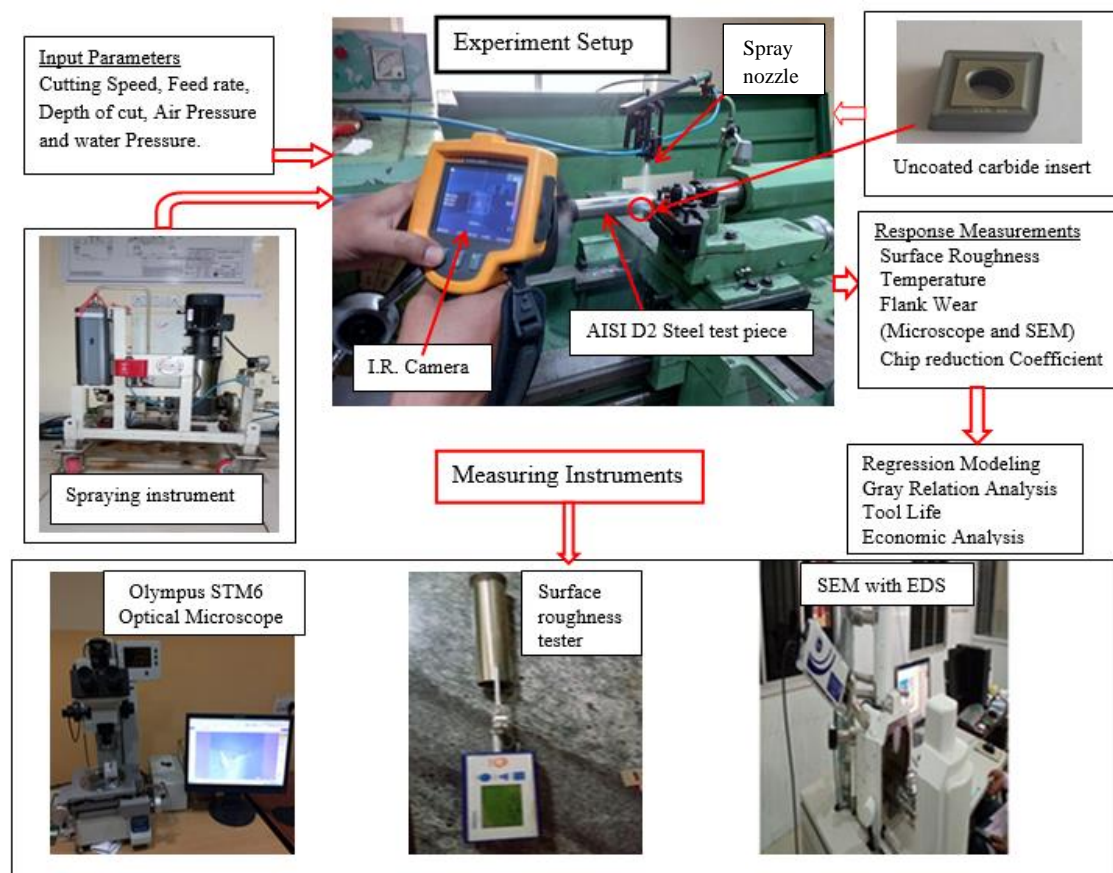 Input Parameters
Cutting Speed, Feed rate,
Depth of cut, Air Pressure
and water Pressure.
Experiment Setup
Spray
nozzle
Uncoated carbide insert
Response Measurements
Surface Roughness
Temperature
Flank Wear
(Microscope and SEM)
Chip reduction Coefficient
AISI D2 Steel test piece
I.R. Camera
Spraying instrument
Measuring Instruments
Regression Modeling
Gray Relation Analysis
Tool Life
Economic Analysis
Olympus STM6
Optical Microscope
Surface
roughness
tester
SEM with EDS